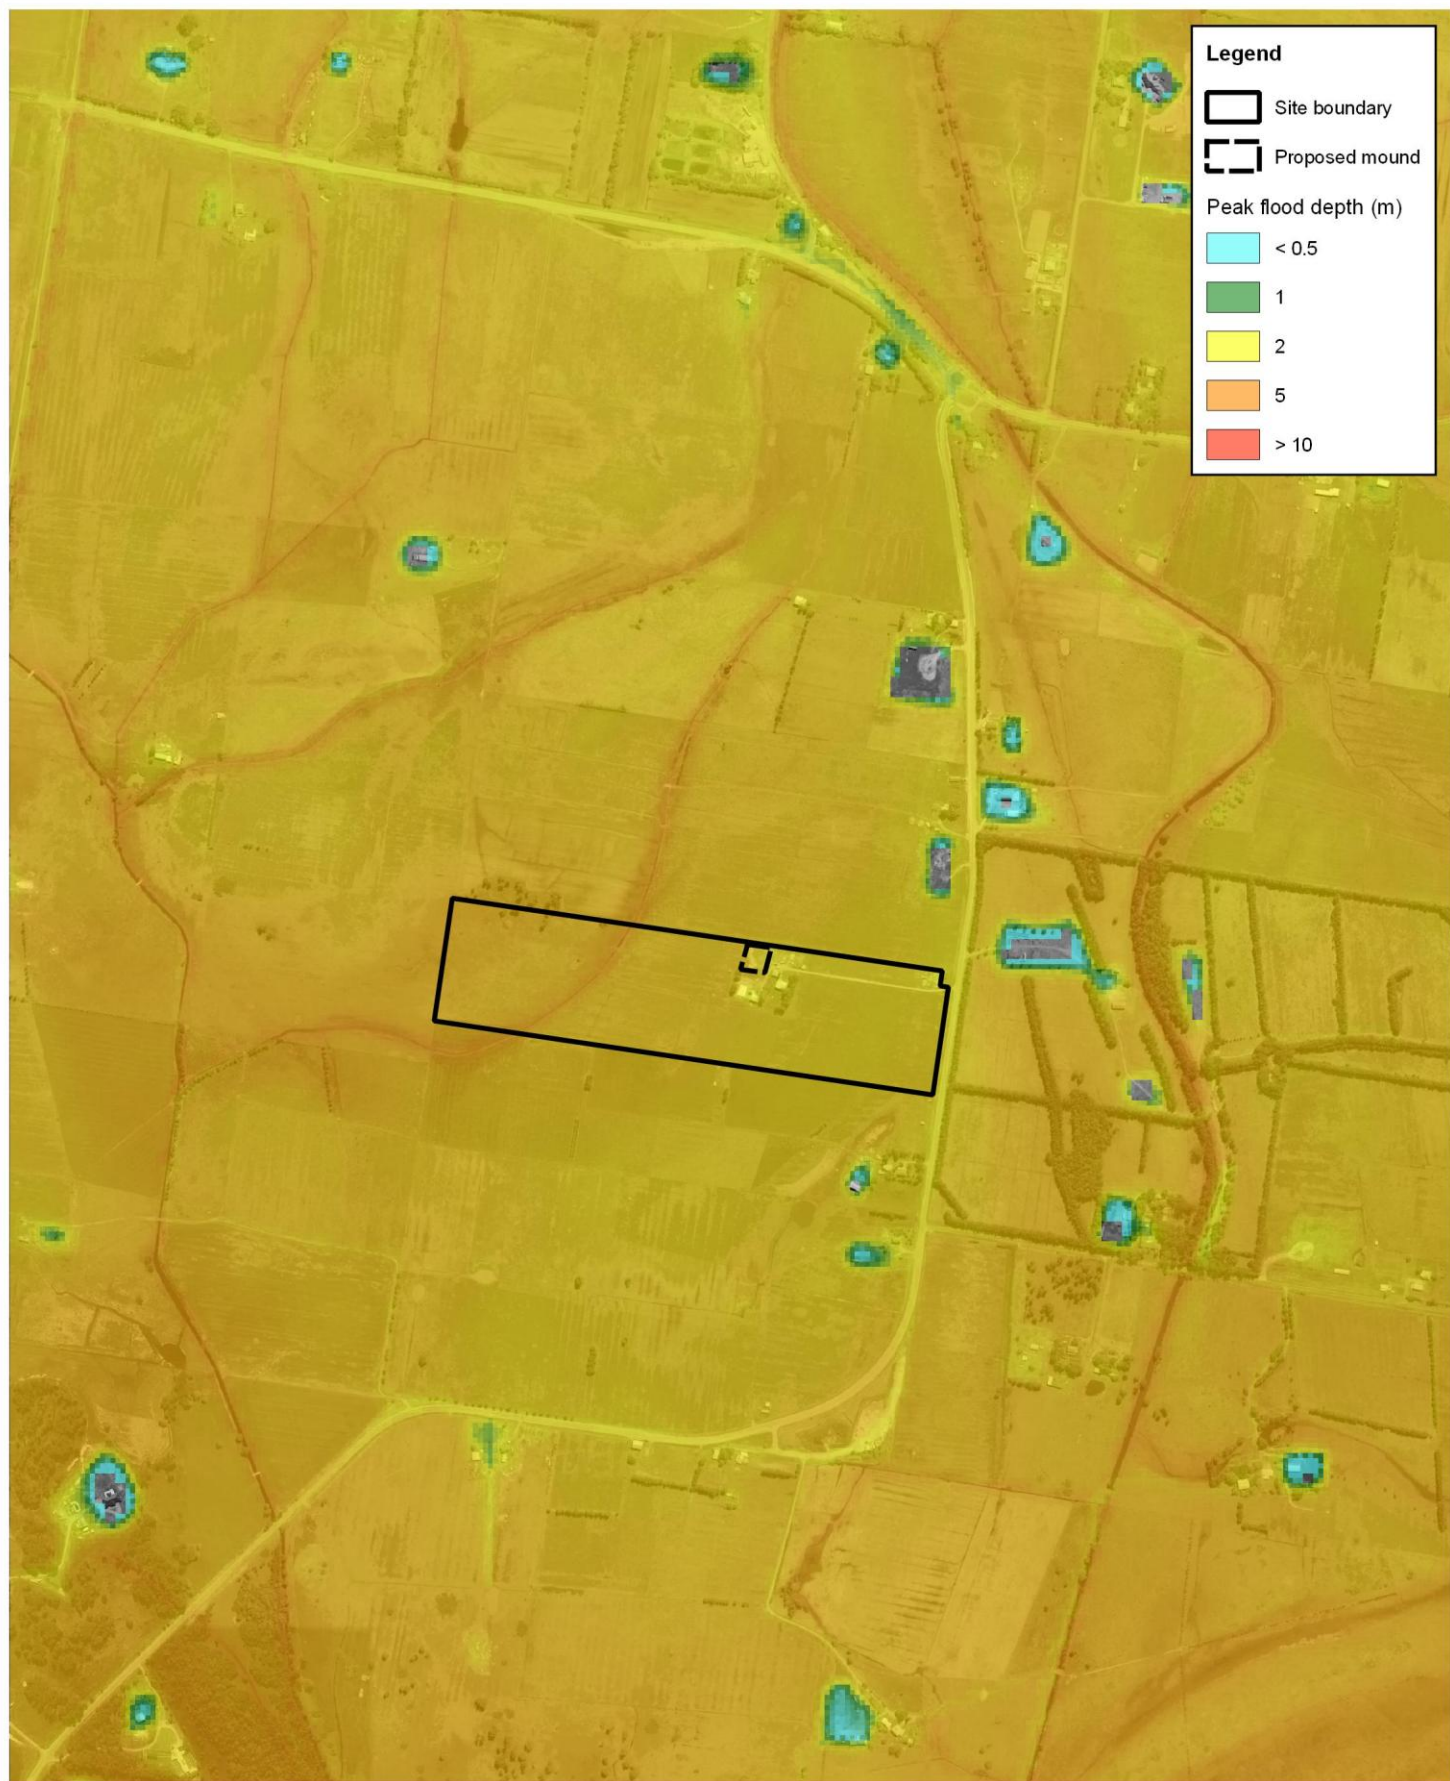 Legend
Site boundary
Proposed mound
Peak flood depth (m)
< 0.5
1
2
5
> 10